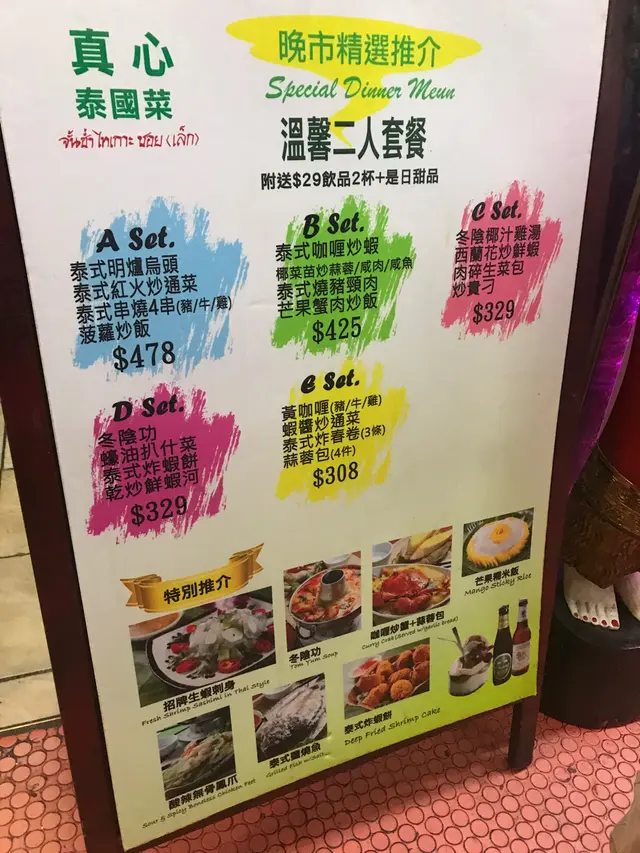 真心
泰國菜
晚市精選推介
Special Dinner Meun
溫馨二人套餐
附送$29飲品2杯+是日甜品
A Set.
泰式明爐烏頭
泰式紅火炒通菜
泰式串燒4串(豬/牛/雞)
菠蘿炒飯
$478
B Set.
泰式咖喱炒蝦
椰菜苗炒蒜蓉/咸肉/咸魚
泰式燒豬頸肉
芒果蟹肉炒飯
$425
C Set.
冬陰椰汁雞湯
西蘭花炒鮮蝦
肉碎生菜包
炒貴刁
$329
D Set.
冬陰功
蠔油扒什菜
泰式炸蝦餅
乾炒鮮蝦河
$329
E Set.
黃咖喱(豬/牛/雞)
蝦醬炒通菜
泰式炸春卷(3條)
蒜蓉包(4件)
$308
特別推介
招牌生蝦刺身
Fresh Shrimp Sashimi in Thai Style
冬陰功
Tom Yum Soup
咖喱炒蟹+蒜蓉包
Curry Crab(Served w/garlic bread)
芒果糯米飯
Mango Sticky Rice
酸辣無骨鳳爪
Sour & Spicy Boneless Chicken Feet
泰式鹽燒魚
Grilled Fish w/Salt
泰式炸蝦餅
Deep Fried Shrimp Cake